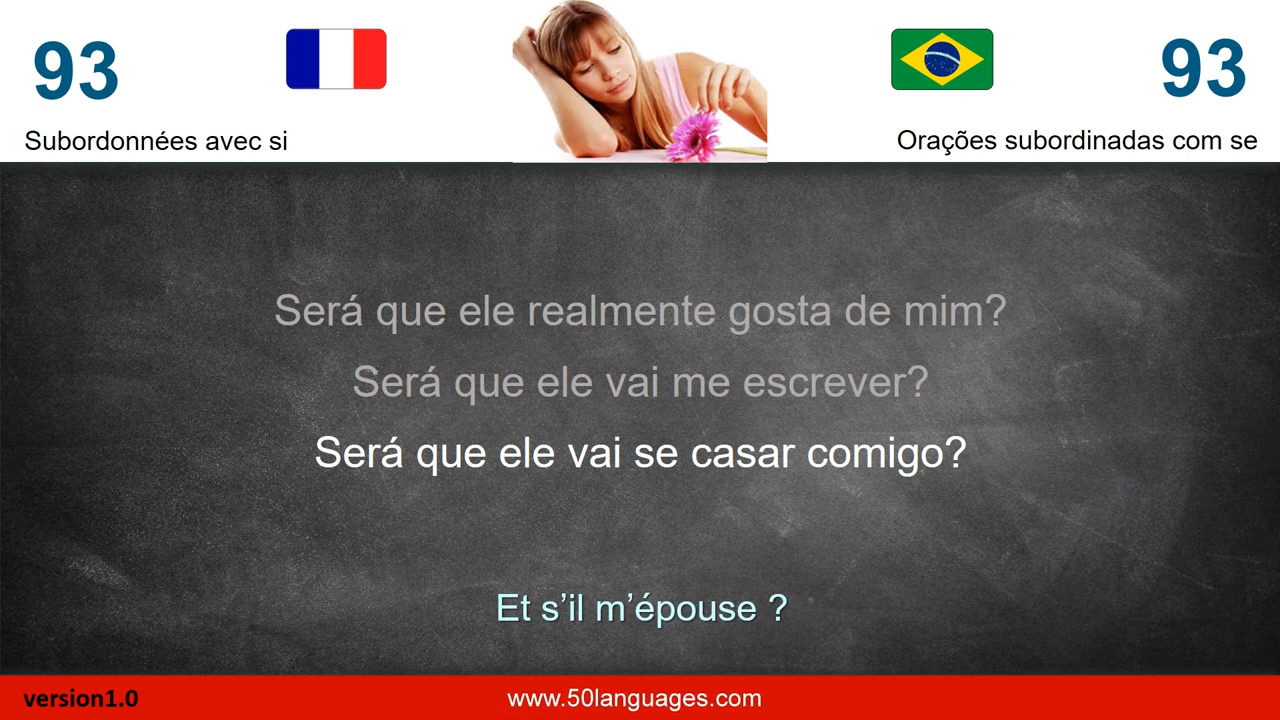 93
93
Subordonnées avec si
Orações subordinadas com se
Será que ele realmente gosta de mim?
Será que ele vai me escrever?
Será que ele vai se casar comigo?
Et s’il m’épouse ?
version1.0
www.50languages.com